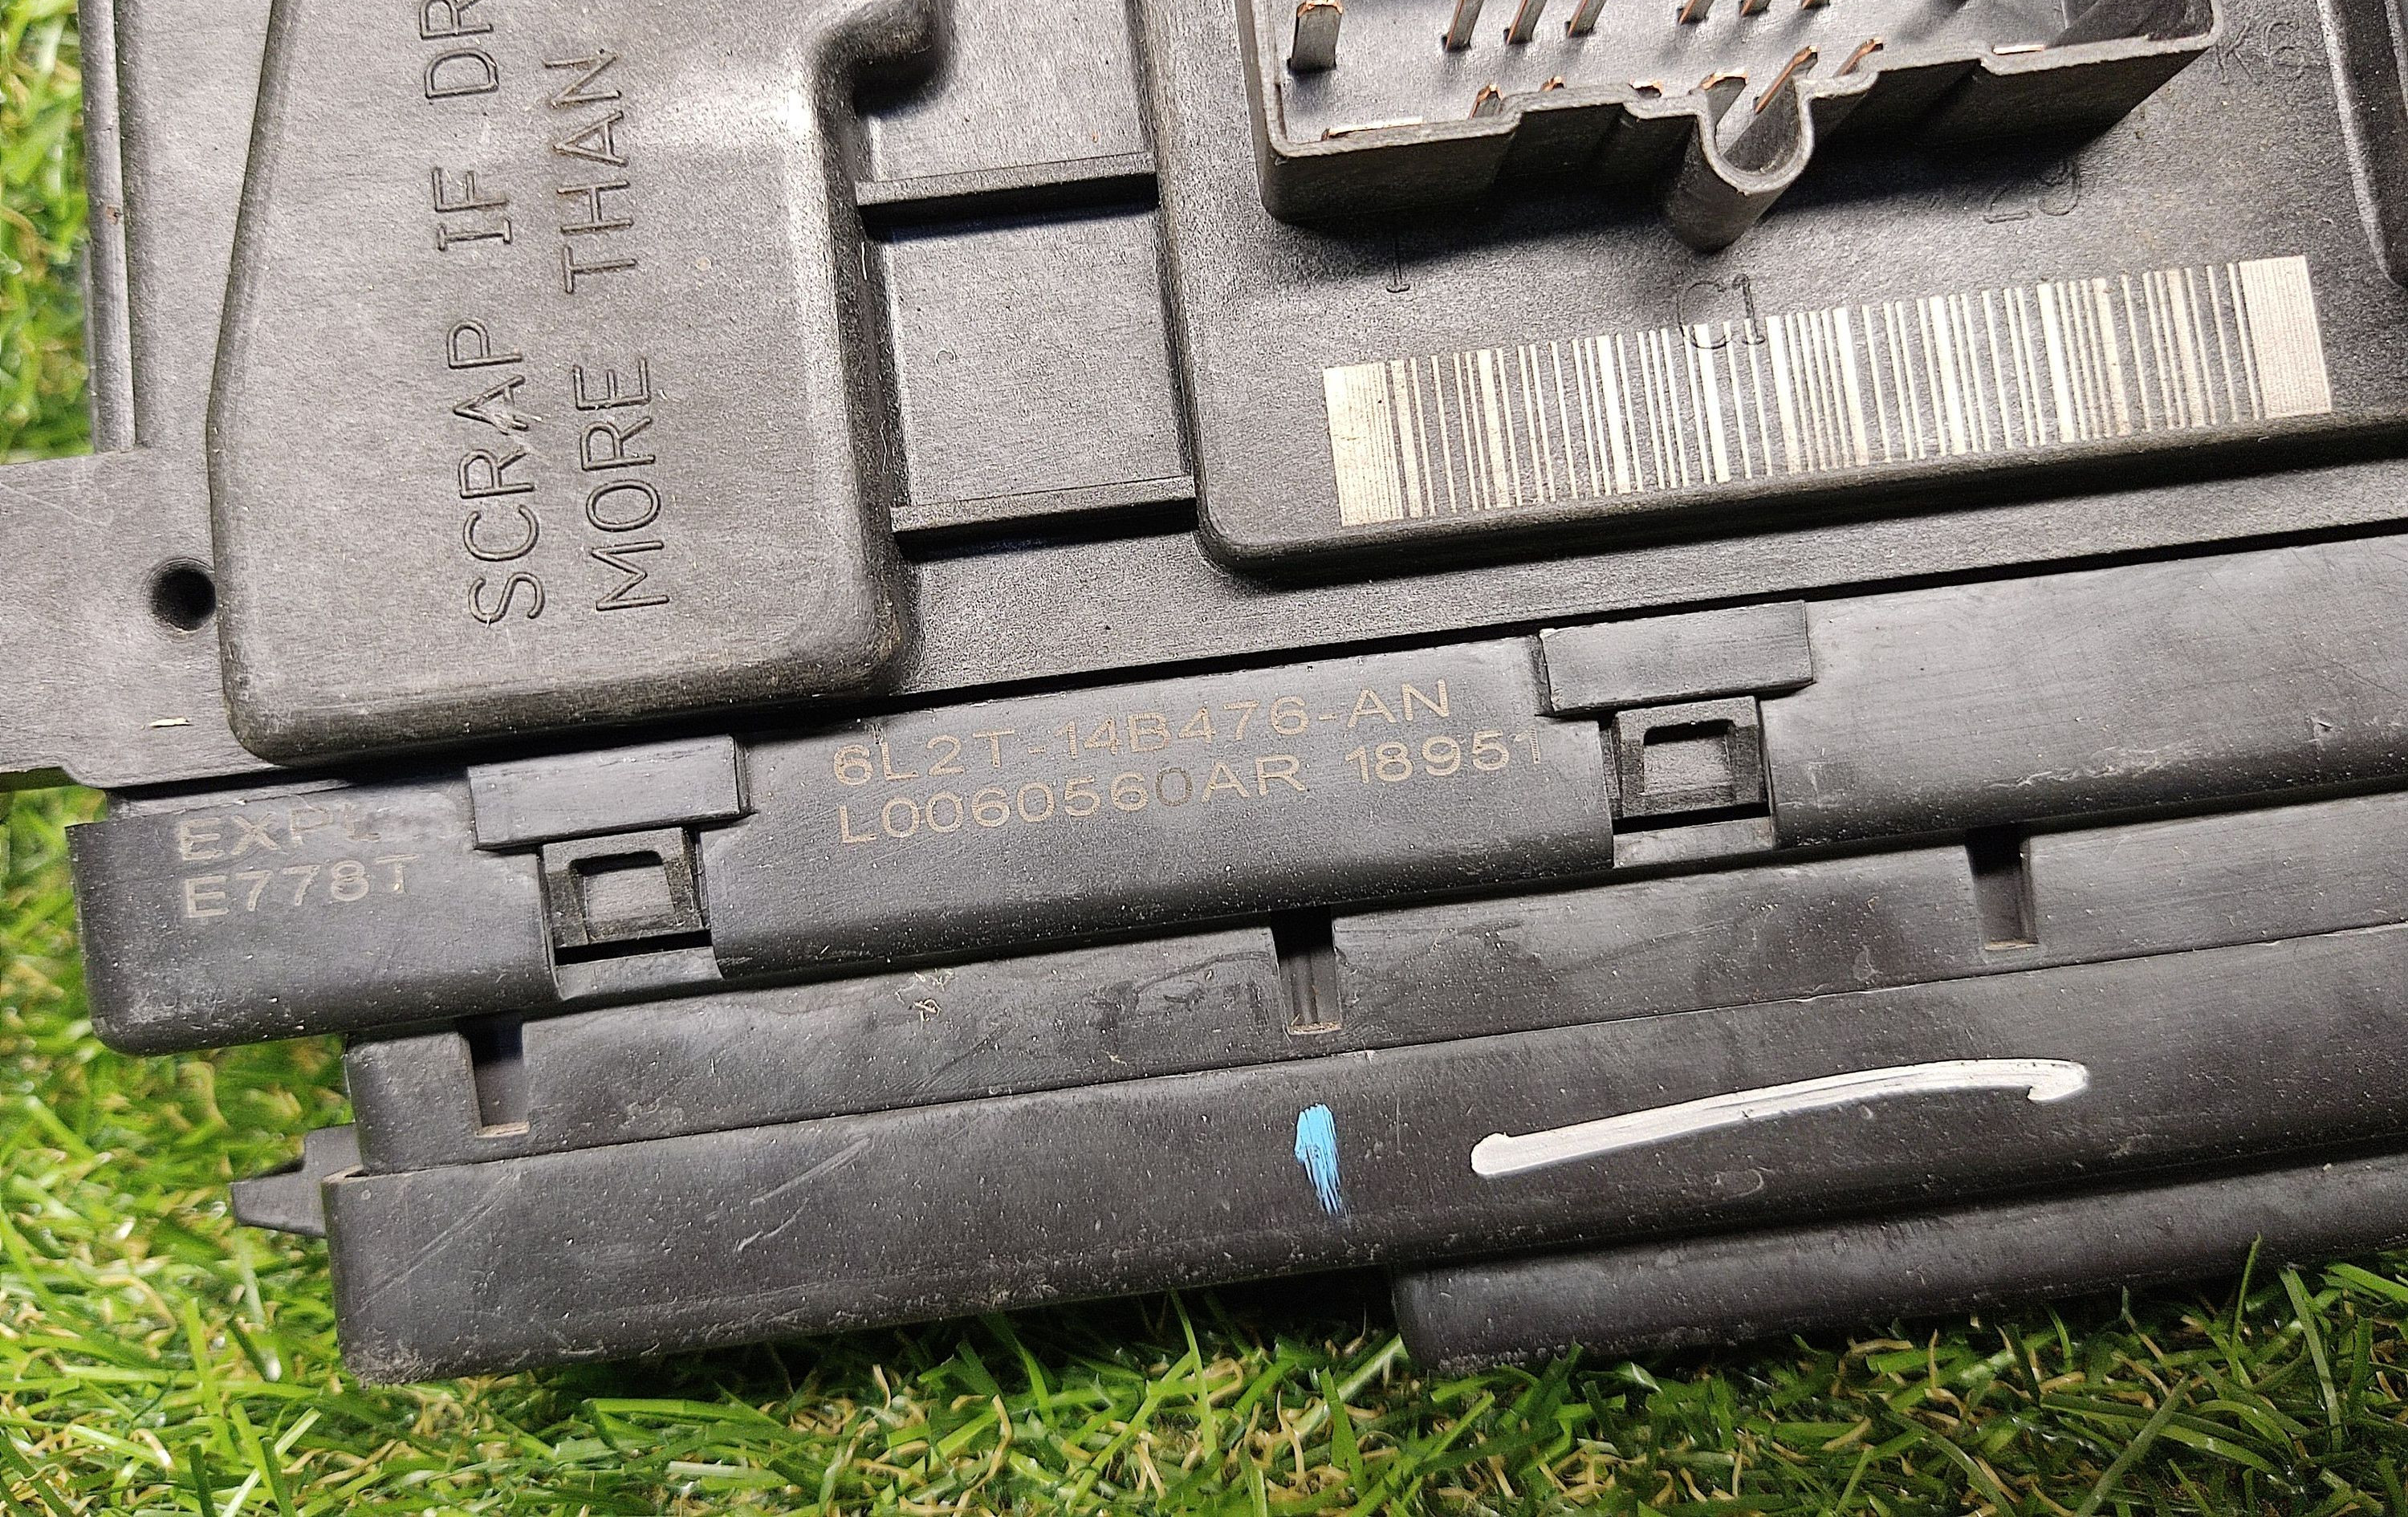 SCRAP IF DR
MORE THAN
C1
6L2T-14B476-AN
L0060560AR 18951
EXPL
E778T